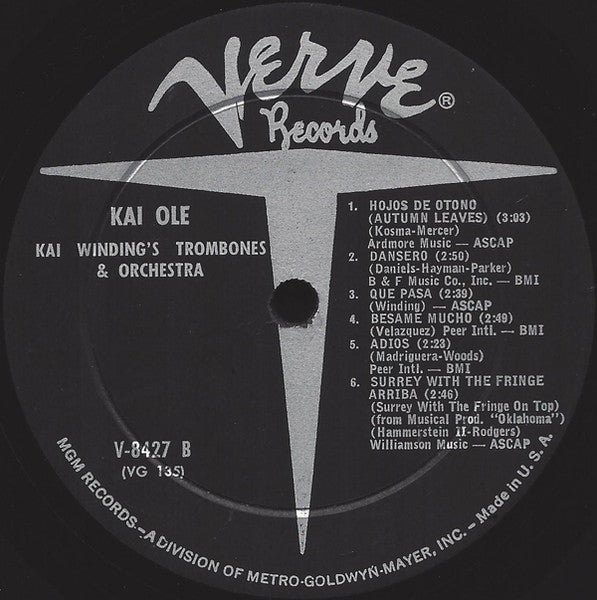 Verve ®
Records
KAI OLE
KAI WINDING'S TROMBONES
& ORCHESTRA
1. HOJOS DE OTONO
(AUTUMN LEAVES) (3:03)
(Kosma-Mercer)
Ardmore Music — ASCAP
2. DANSERO (2:50)
(Daniels-Hayman-Parker)
B & F Music Co., Inc. — BMI
3. QUE PASA (2:39)
(Winding) — ASCAP
4. BESAME MUCHO (2:49)
(Velazquez) Peer Intl. — BMI
5. ADIOS (2:23)
(Madriguera-Woods)
Peer Intl. — BMI
6. SURREY WITH THE FRINGE
ARRIBA (2:46)
(Surrey With The Fringe On Top)
(from Musical Prod. "Oklahoma")
(Hammerstein II-Rodgers)
Williamson Music — ASCAP
V-8427 B
(VG 135)
MGM RECORDS—A DIVISION OF METRO-GOLDWYN-MAYER, INC. – Made in U. S. A.